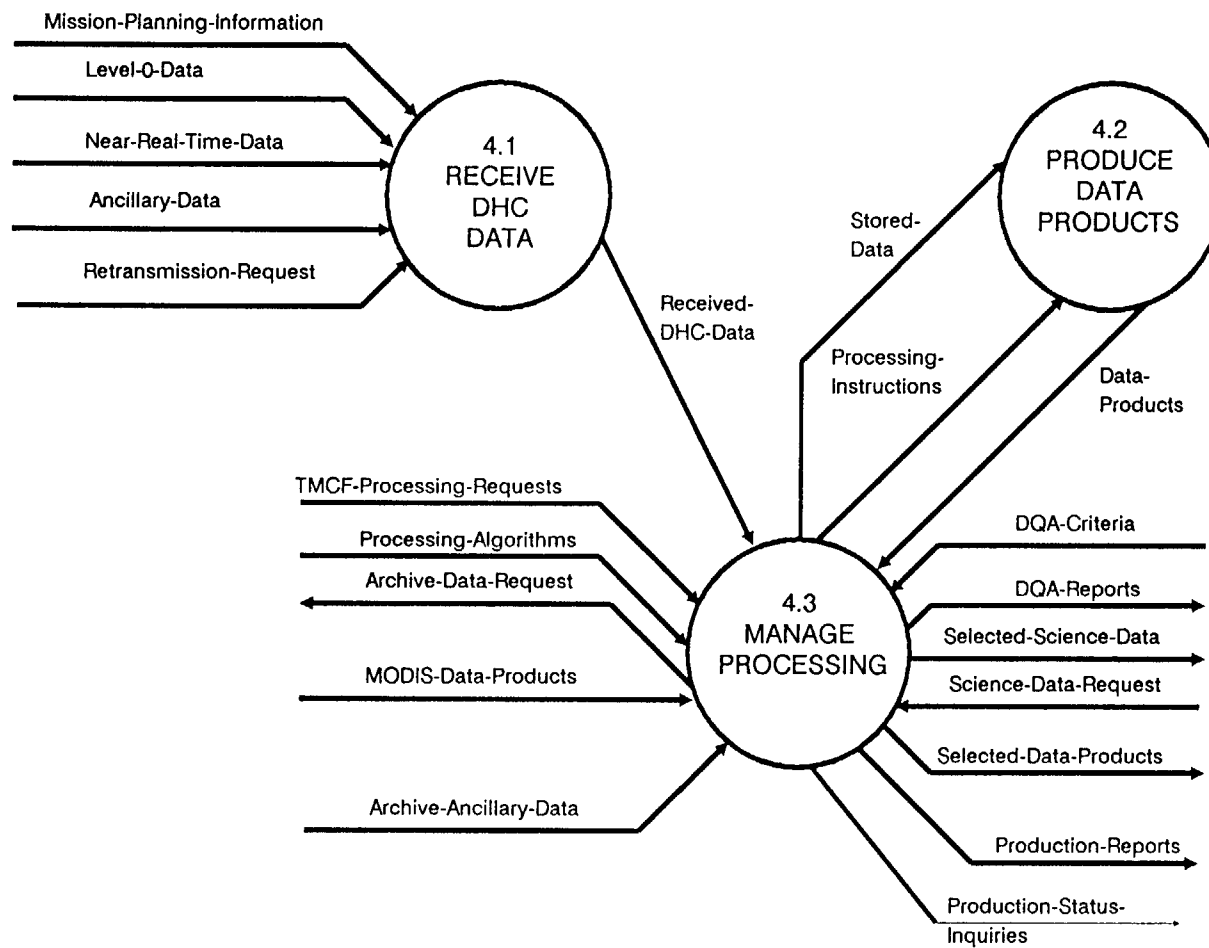 Mission-Planning-Information
Level-0-Data
Near-Real-Time-Data
Ancillary-Data
Retransmission-Request
4.1
RECEIVE
DHC
DATA
4.2
PRODUCE
DATA
PRODUCTS
Stored-
Data
Received-
DHC-Data
Processing-
Instructions
Data-
Products
TMCF-Processing-Requests
Processing-Algorithms
Archive-Data-Request
MODIS-Data-Products
Archive-Ancillary-Data
4.3
MANAGE
PROCESSING
DQA-Criteria
DQA-Reports
Selected-Science-Data
Science-Data-Request
Selected-Data-Products
Production-Reports
Production-Status-
Inquiries